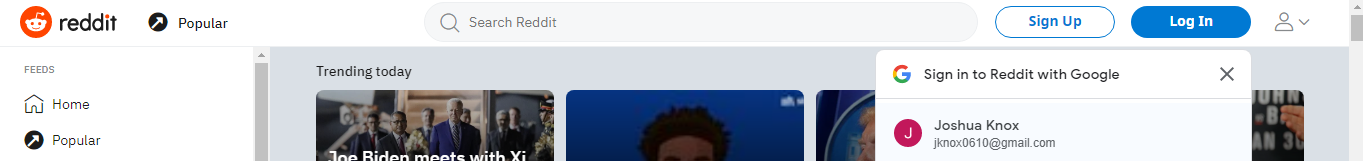 reddit Popular Search Reddit Sign Up Log In
FEEDS
Home
Popular
Trending today
Joe Biden meets with Xi
Sign in to Reddit with Google
J Joshua Knox
jknox0610@gmail.com